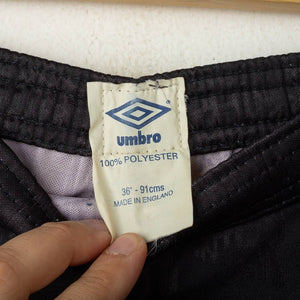 umbro
100% POLYESTER
36" - 91cms
MADE IN ENGLAND